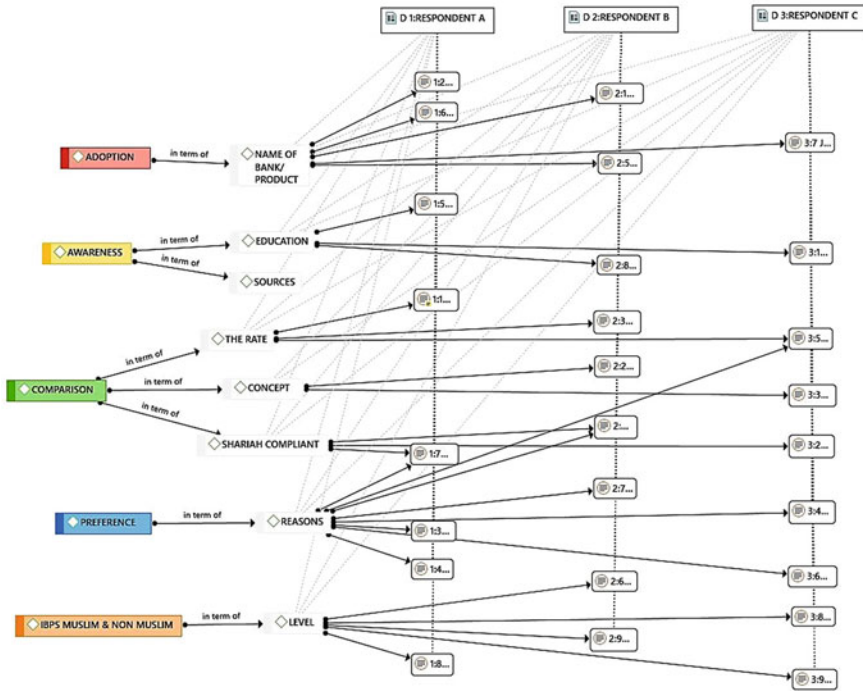 D 1:RESPONDENT A
D 2:RESPONDENT B
D 3:RESPONDENT C
1:2...
2:1...
1:6...
ADOPTION
in term of
NAME OF
BANK/
PRODUCT
3:7 J...
2:5...
1:5...
AWARENESS
in term of
EDUCATION
3:1...
2:8...
in term of
SOURCES
1:1...
2:3...
THE RATE
3:5...
in term of
2:2...
COMPARISON
in term of
CONCEPT
3:3...
in term of
2:...
SHARIAH COMPLIANT
3:2...
1:7...
2:7...
PREFERENCE
in term of
REASONS
3:4...
1:3...
1:4...
3:6...
2:6...
IBPS MUSLIM & NON MUSLIM
in term of
LEVEL
3:8...
2:9...
1:8...
3:9...